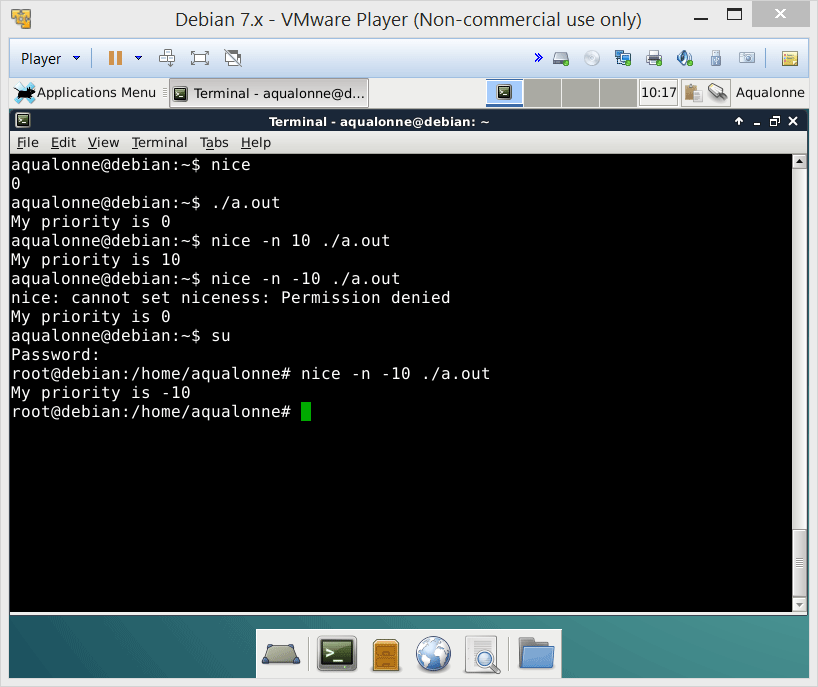 Debian 7.x - VMware Player (Non-commercial use only)
Player
Applications Menu Terminal - aqualonne@d... 10:17 Aqualonne
Terminal - aqualonne@debian: ~
File Edit View Terminal Tabs Help
aqualonne@debian:~$ nice
0
aqualonne@debian:~$ ./a.out
My priority is 0
aqualonne@debian:~$ nice -n 10 ./a.out
My priority is 10
aqualonne@debian:~$ nice -n -10 ./a.out
nice: cannot set niceness: Permission denied
My priority is 0
aqualonne@debian:~$ su
Password:
root@debian:/home/aqualonne# nice -n -10 ./a.out
My priority is -10
root@debian:/home/aqualonne#